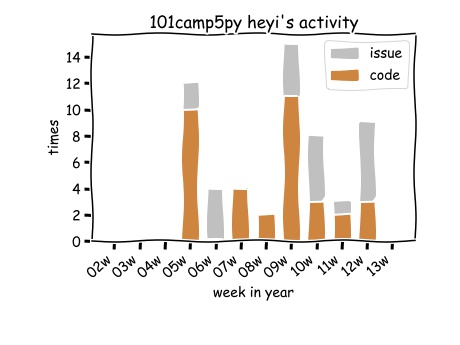 101camp5py heyi's activity
issue
code
times
14
12
10
8
6
4
2
0
02w
03w
04w
05w
06w
07w
08w
09w
10w
11w
12w
13w
week in year